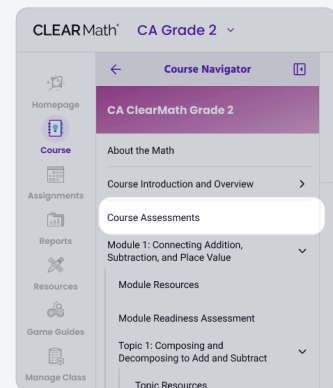 CLEARMath® CA Grade 2
Course Navigator
Homepage
Course
Assignments
Reports
Resources
Game Guides
Manage Class
CA ClearMath Grade 2
About the Math
Course Introduction and Overview
Course Assessments
Module 1: Connecting Addition,
Subtraction, and Place Value
Module Resources
Module Readiness Assessment
Topic 1: Composing and
Decomposing to Add and Subtract
Topic Resources